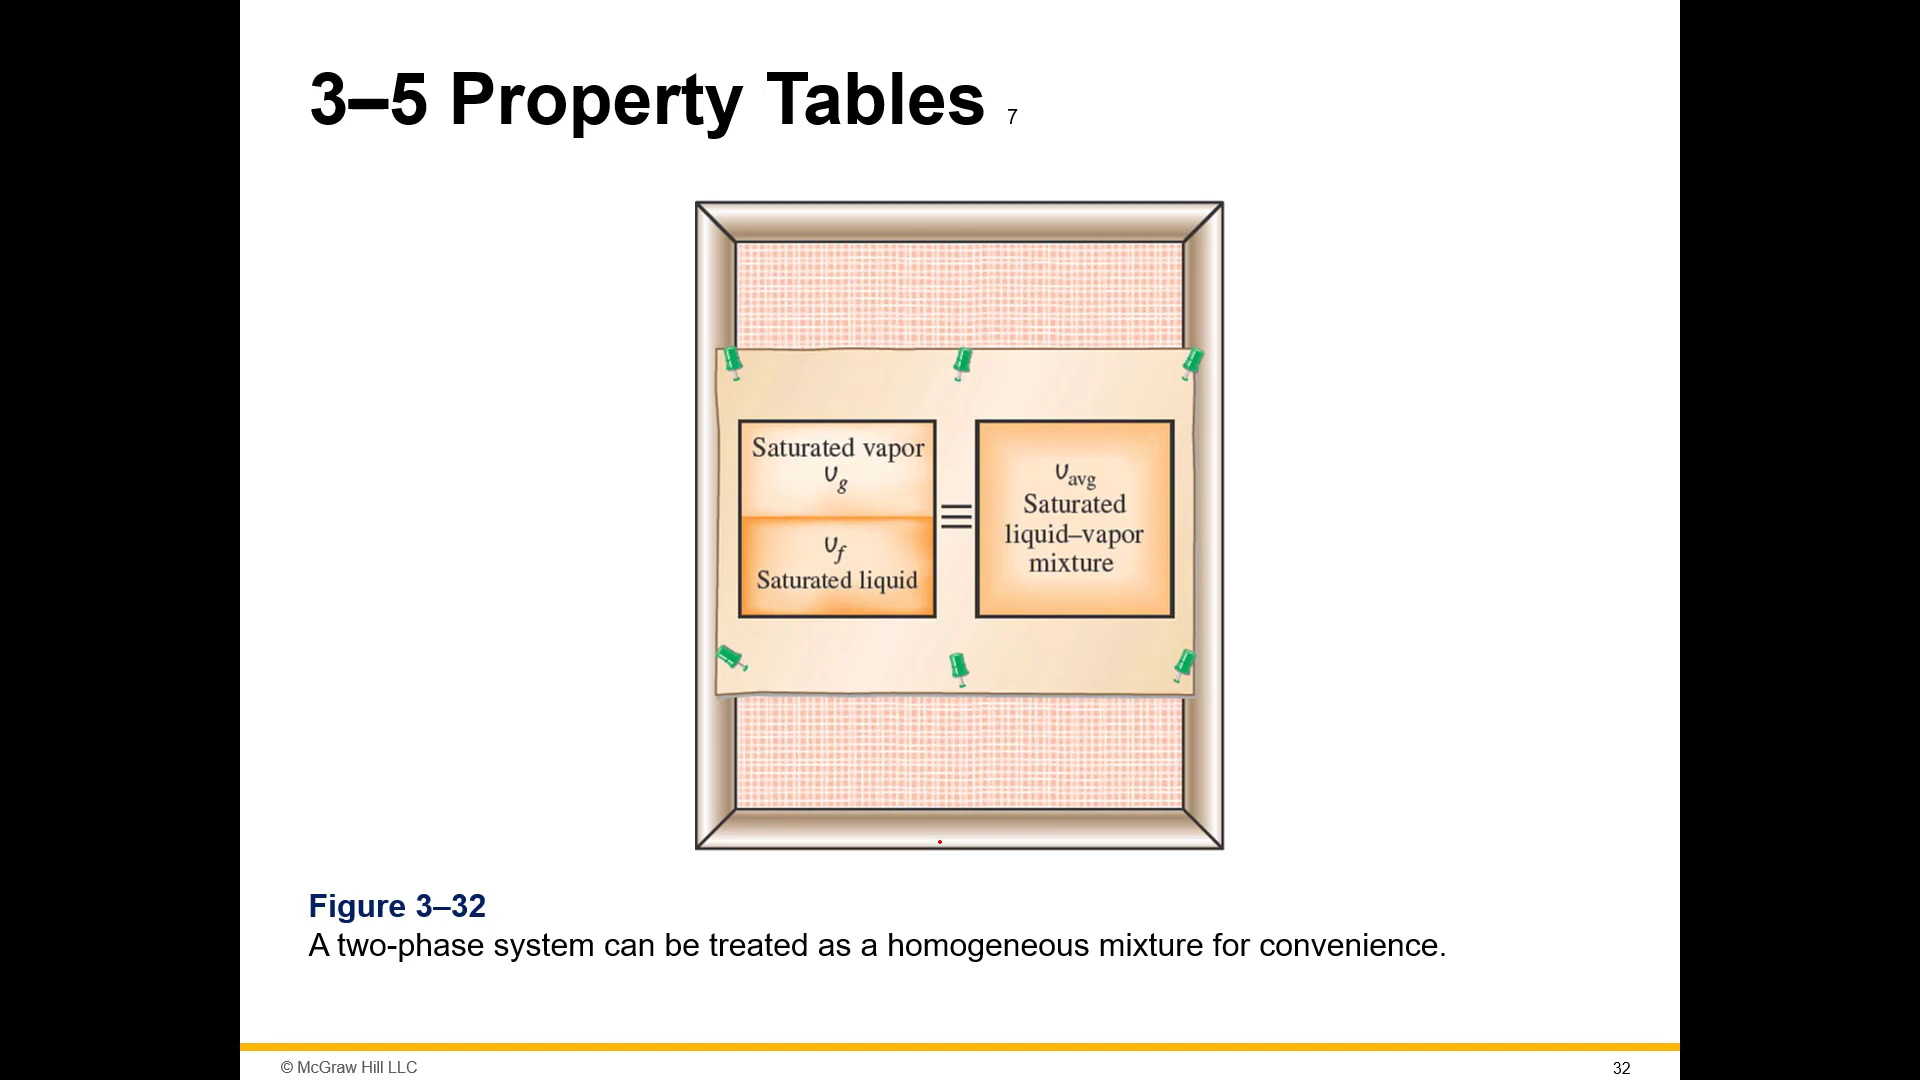 3–5 Property Tables 7
Saturated vapor
υg
υf
Saturated liquid
≡
υavg
Saturated
liquid–vapor
mixture
Figure 3–32
A two-phase system can be treated as a homogeneous mixture for convenience.
© McGraw Hill LLC
32